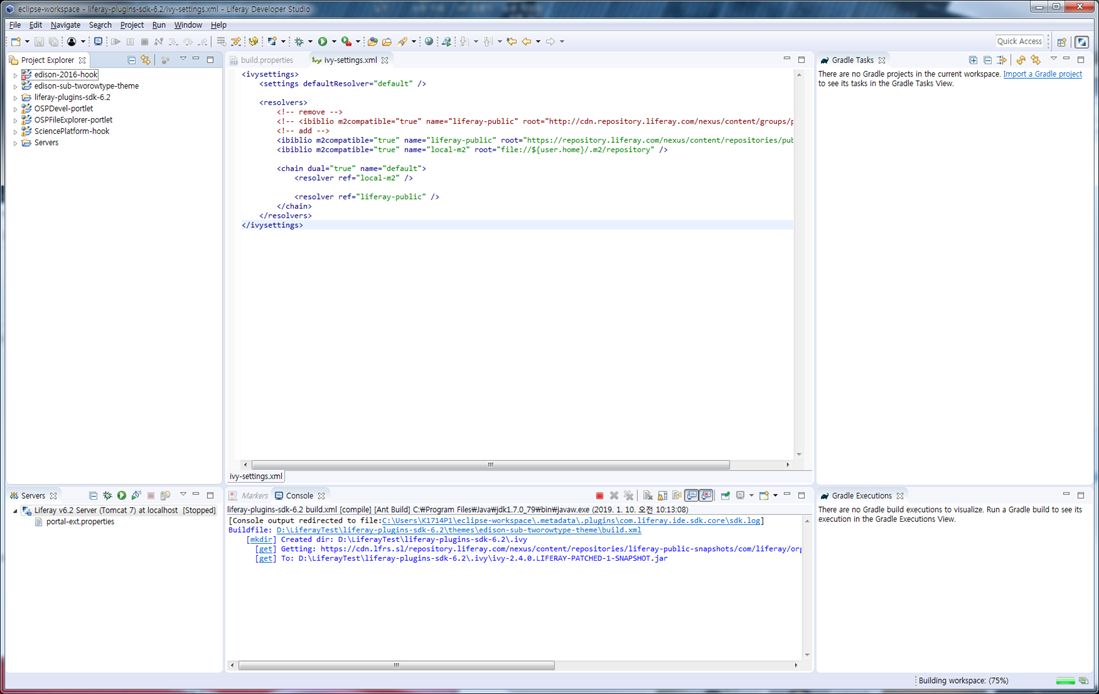 eclipse-workspace - liferay-plugins-sdk-6.2/ivy-settings.xml - Liferay Developer Studio
File Edit Navigate Search Project Run Window Help
Quick Access
Project Explorer
edison-2016-hook
edison-sub-tworowtype-theme
liferay-plugins-sdk-6.2
OSPDevel-portlet
OSPFileExplorer-portlet
SciencePlatform-hook
Servers
build.properties ivy-settings.xml
<ivysettings>
<settings defaultResolver="default" />
<resolvers>
<!-- remove -->
<!-- <ibiblio m2compatible="true" name="liferay-public" root="http://cdn.repository.liferay.com/nexus/content/groups/p
<!-- add -->
<ibiblio m2compatible="true" name="liferay-public" root="https://repository.liferay.com/nexus/content/repositories/pub
<ibiblio m2compatible="true" name="local-m2" root="file://${user.home}/.m2/repository" />
<chain dual="true" name="default">
<resolver ref="local-m2" />
<resolver ref="liferay-public" />
</chain>
</resolvers>
</ivysettings>
ivy-settings.xml
Gradle Tasks
There are no Gradle projects in the current workspace. Import a Gradle project
to see its tasks in the Gradle Tasks View.
Servers
Liferay v6.2 Server (Tomcat 7) at localhost [Stopped]
portal-ext.properties
Markers Console
liferay-plugins-sdk-6.2 build.xml [compile] [Ant Build] C:￦Program Files￦Java￦jdk1.7.0_79￦bin￦javaw.exe (2019. 1. 10. 오전 10:13:08)
[Console output redirected to file:C:\Users\K1714P1\eclipse-workspace\.metadata\.plugins\com.liferay.ide.sdk.core\sdk.log]
Buildfile: D:\LiferayTest\liferay-plugins-sdk-6.2\themes\edison-sub-tworowtype-theme\build.xml
[mkdir] Created dir: D:\LiferayTest\liferay-plugins-sdk-6.2\.ivy
[get] Getting: https://cdn.lfrs.sl/repository.liferay.com/nexus/content/repositories/liferay-public-snapshots/com/liferay/org
[get] To: D:\LiferayTest\liferay-plugins-sdk-6.2\.ivy\ivy-2.4.0.LIFERAY-PATCHED-1-SNAPSHOT.jar
Gradle Executions
There are no Gradle build executions to visualize. Run a Gradle build to see its
execution in the Gradle Executions View.
Building workspace: (75%)